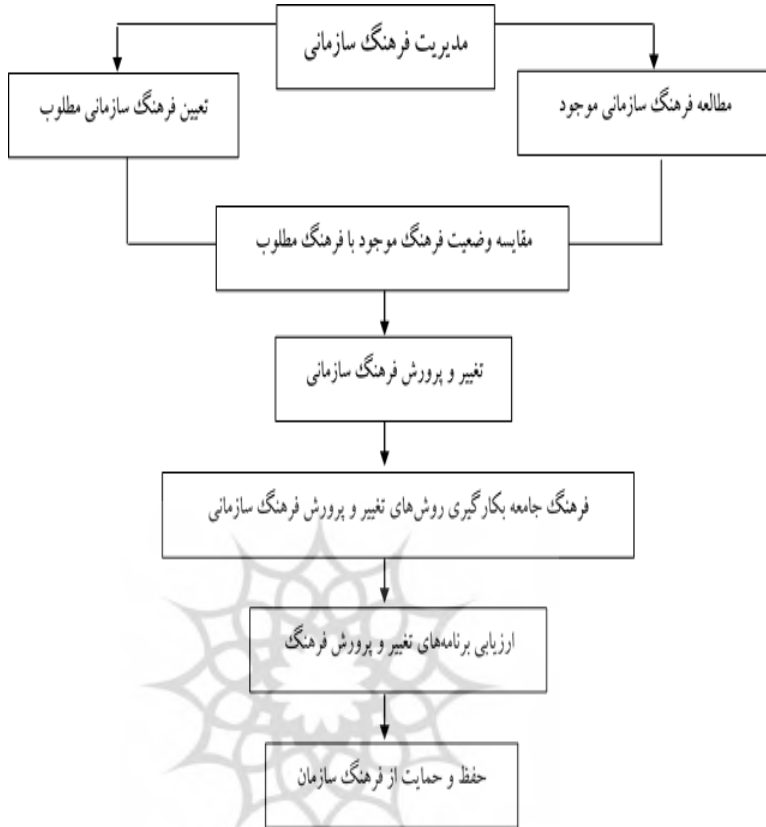 مدیریت فرهنگ سازمانی
مطالعه فرهنگ سازمانی موجود
تعیین فرهنگ سازمانی مطلوب
مقایسه وضعیت فرهنگ موجود با فرهنگ مطلوب
تغییر و پرورش فرهنگ سازمانی
فرهنگ جامعه بکارگیری روش‌های تغییر و پرورش فرهنگ سازمانی
ارزیابی برنامه‌های تغییر و پرورش فرهنگ
حفظ و حمایت از فرهنگ سازمان